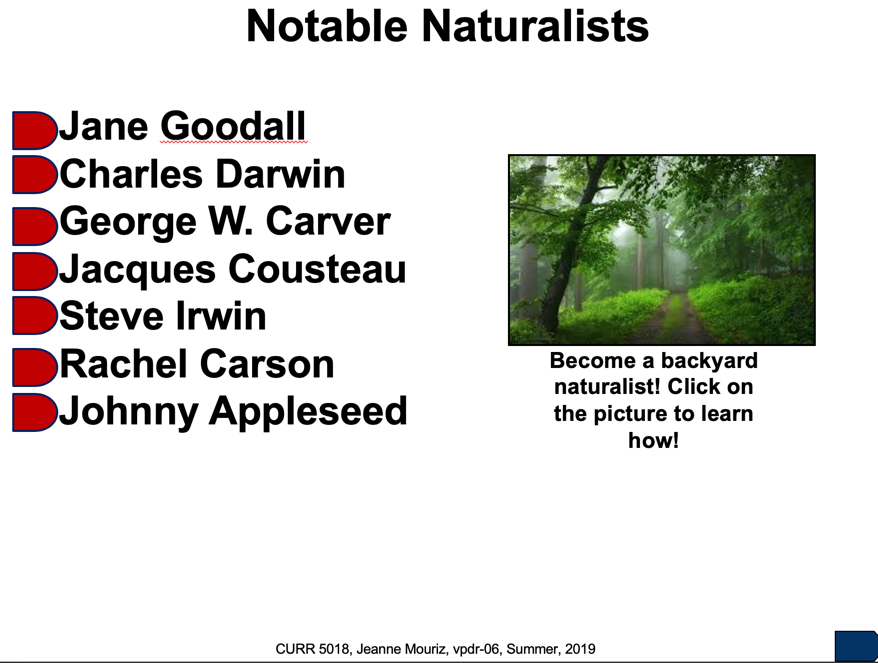 Notable Naturalists
Jane Goodall
Charles Darwin
George W. Carver
Jacques Cousteau
Steve Irwin
Rachel Carson
Johnny Appleseed
Become a backyard
naturalist! Click on
the picture to learn
how!
CURR 5018, Jeanne Mouriz, vpdr-06, Summer, 2019